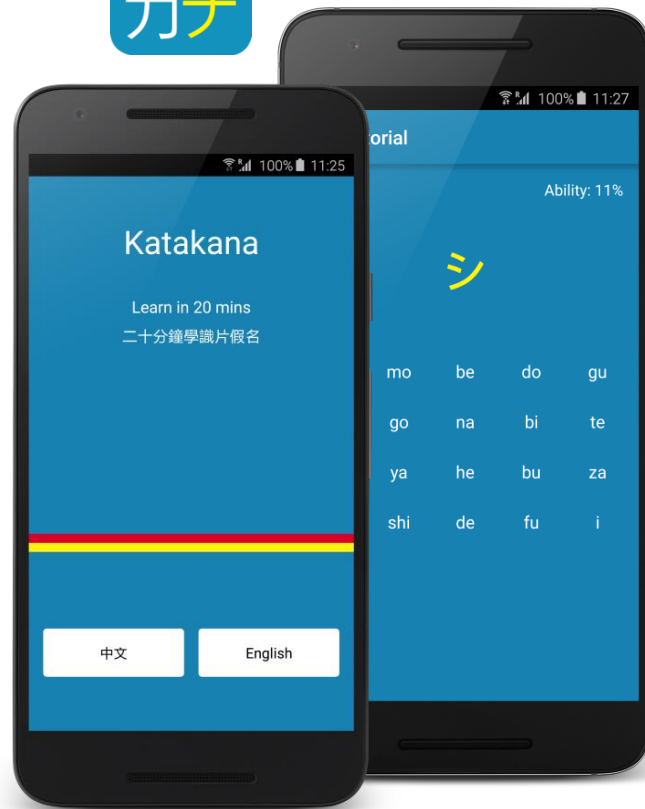 カナ
100% 11:27
orial
Ability: 11%
シ
mo be do gu
go na bi te
ya he bu za
shi de fu i
100% 11:25
Katakana
Learn in 20 mins
二十分鐘學識片假名
中文 English